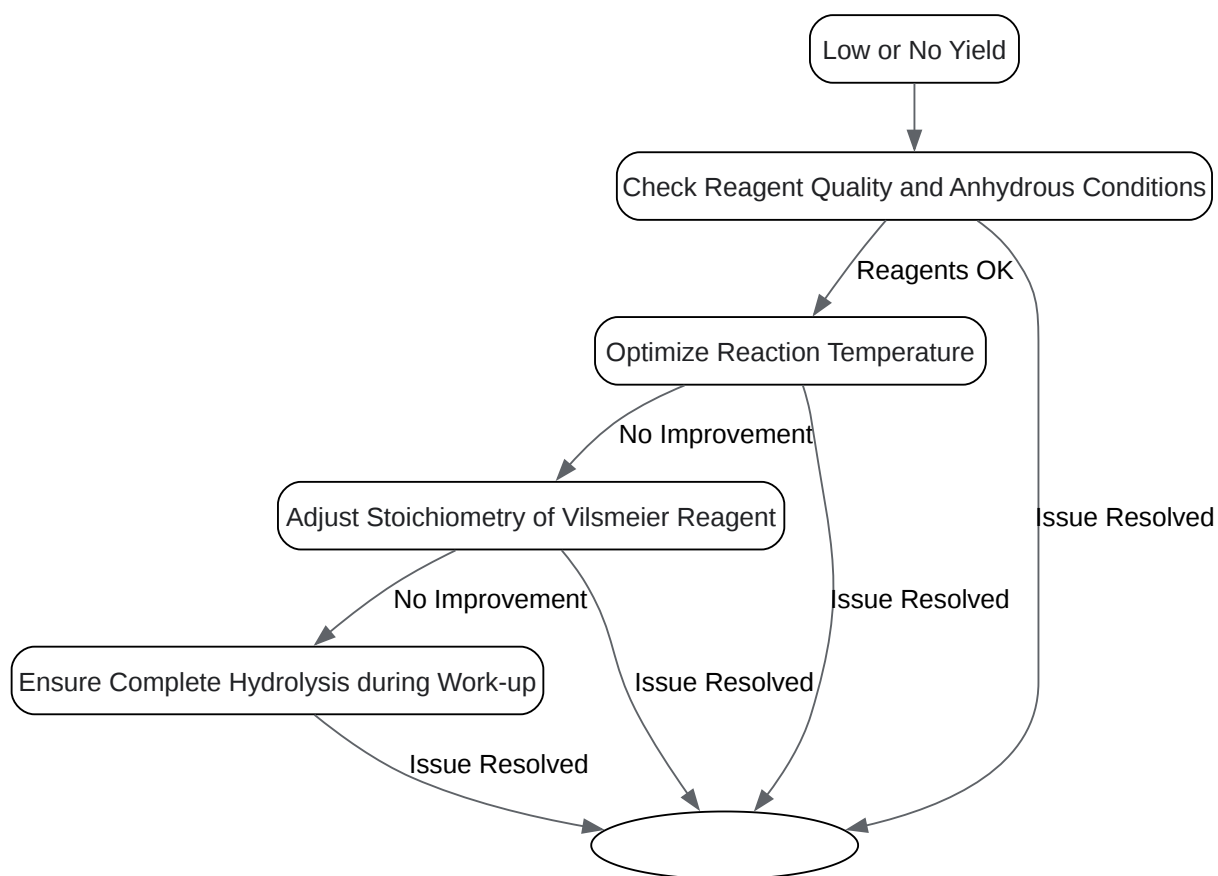 Low or No Yield
Check Reagent Quality and Anhydrous Conditions
Reagents OK
Optimize Reaction Temperature
No Improvement
Adjust Stoichiometry of Vilsmeier Reagent
Issue Resolved
No Improvement
Issue Resolved
Ensure Complete Hydrolysis during Work-up
Issue Resolved
Issue Resolved